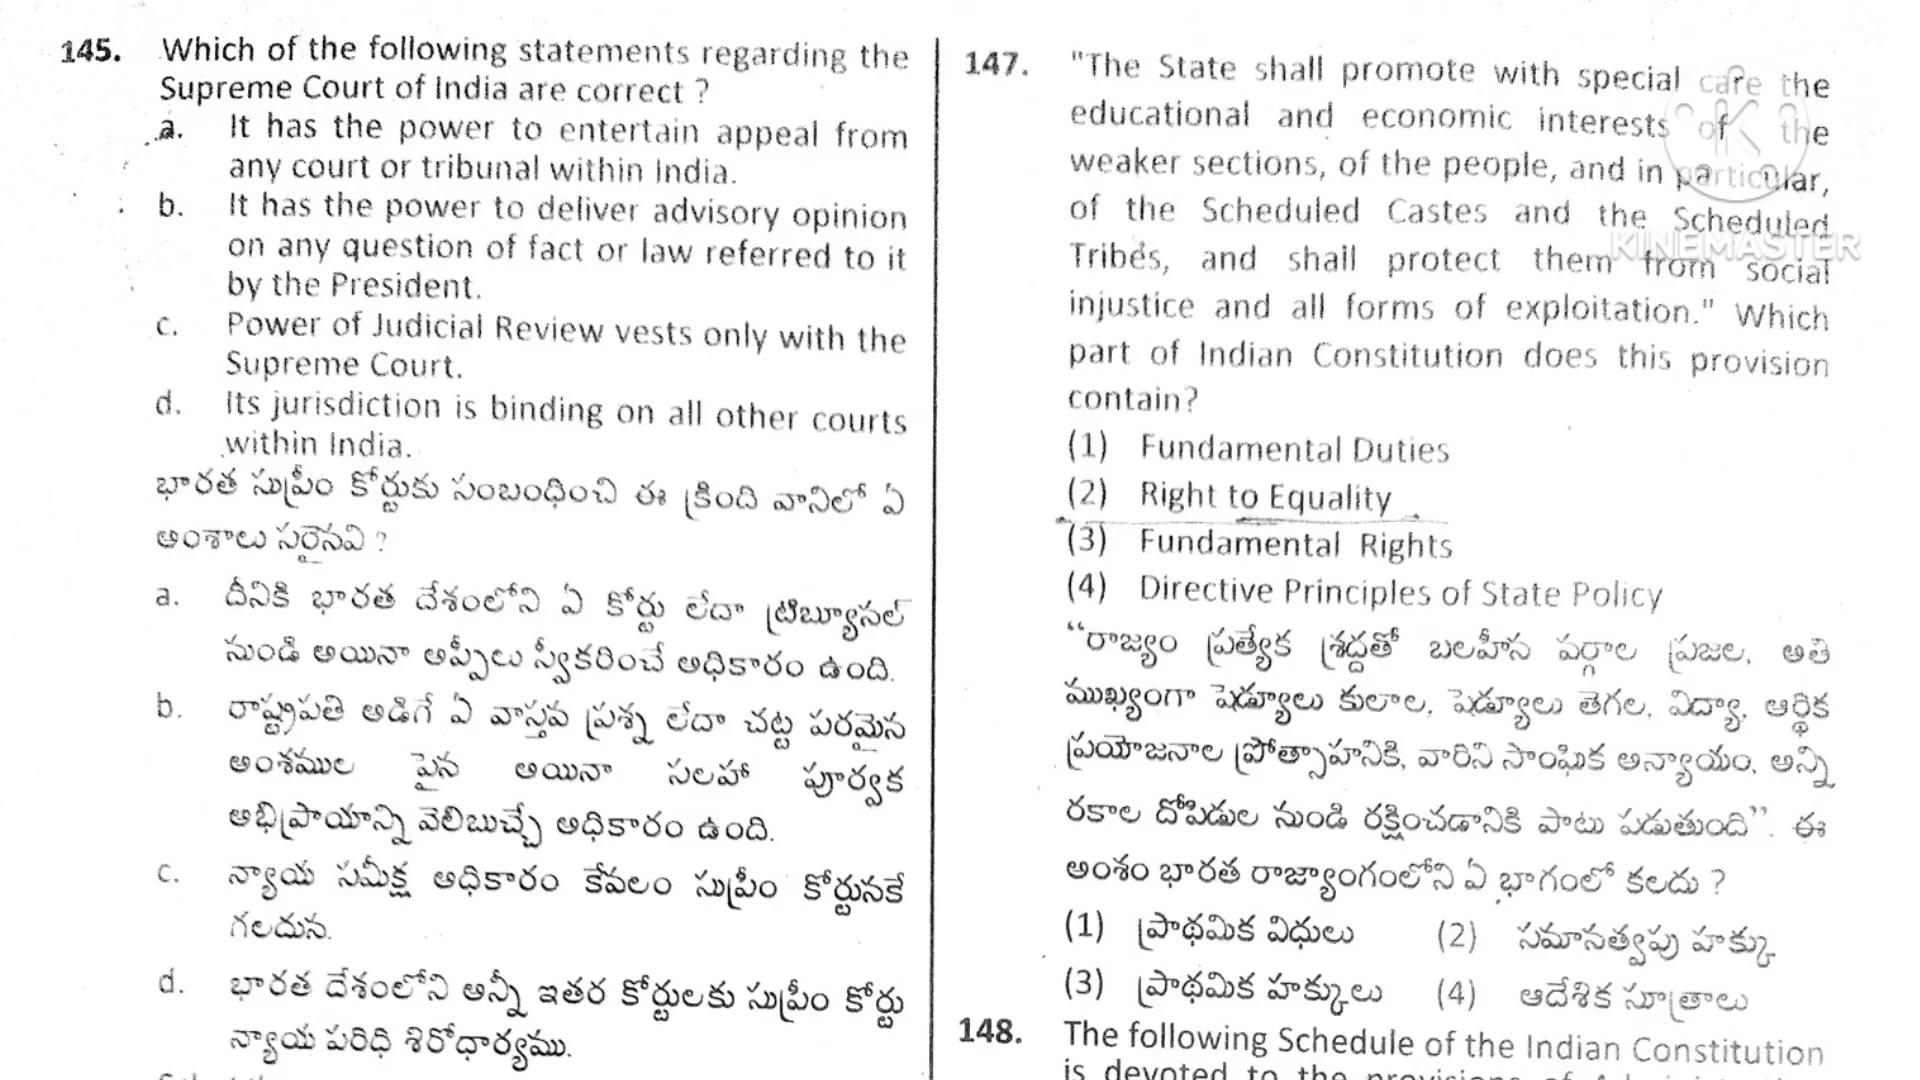 145. Which of the following statements regarding the
Supreme Court of India are correct ?
a. It has the power to entertain appeal from
any court or tribunal within India.
b. It has the power to deliver advisory opinion
on any question of fact or law referred to it
by the President.
c. Power of Judicial Review vests only with the
Supreme Court.
d. Its jurisdiction is binding on all other courts
within India.
భారత సుప్రీం కోర్టుకు సంబంధించి ఈ క్రింది వానిలో ఏ
అంశాలు సరైనవి ?
a. దీనికి భారత దేశంలోని ఏ కోర్టు లేదా ట్రిబ్యూనల్
నుండి అయినా అప్పీలు స్వీకరించే అధికారం ఉంది.
b. రాష్ట్రపతి అడిగే ఏ వాస్తవ ప్రశ్న లేదా చట్ట పరమైన
అంశముల పైన అయినా సలహా పూర్వక
అభిప్రాయాన్ని వెలిబుచ్చే అధికారం ఉంది.
c. న్యాయ సమీక్ష అధికారం కేవలం సుప్రీం కోర్టునకే
గలదున.
d. భారత దేశంలోని అన్నీ ఇతర కోర్టులకు సుప్రీం కోర్టు
న్యాయ పరిధి శిరోధార్యము.
147. "The State shall promote with special care the
educational and economic interests of the
weaker sections, of the people, and in particular,
of the Scheduled Castes and the Scheduled
Tribes, and shall protect them from social
injustice and all forms of exploitation." Which
part of Indian Constitution does this provision
contain?
(1) Fundamental Duties
(2) Right to Equality
(3) Fundamental Rights
(4) Directive Principles of State Policy
“రాజ్యం ప్రత్యేక శ్రద్దతో బలహీన వర్గాల ప్రజల, అతి
ముఖ్యంగా షెడ్యూలు కులాల, షెడ్యూలు తెగల, విద్యా, ఆర్థిక
ప్రయోజనాల ప్రోత్సాహనికి, వారిని సాంఘిక అన్యాయం, అన్ని
రకాల దోపిడుల నుండి రక్షించడానికి పాటు పడుతుంది”. ఈ
అంశం భారత రాజ్యాంగంలోని ఏ భాగంలో కలదు ?
(1) ప్రాథమిక విధులు (2) సమానత్వపు హక్కు
(3) ప్రాథమిక హక్కులు (4) ఆదేశిక సూత్రాలు
148. The following Schedule of the Indian Constitution
is devoted to the provisions of
KINEMASTER